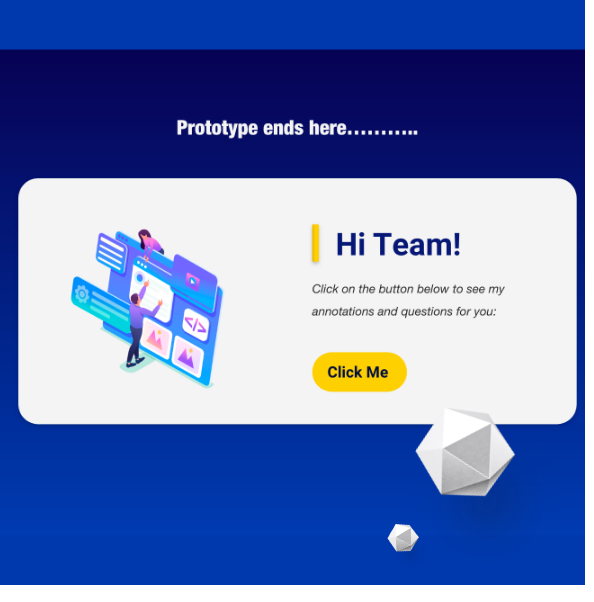 Prototype ends here...........
Hi Team!
Click on the button below to see my
annotations and questions for you:
</>
Click Me